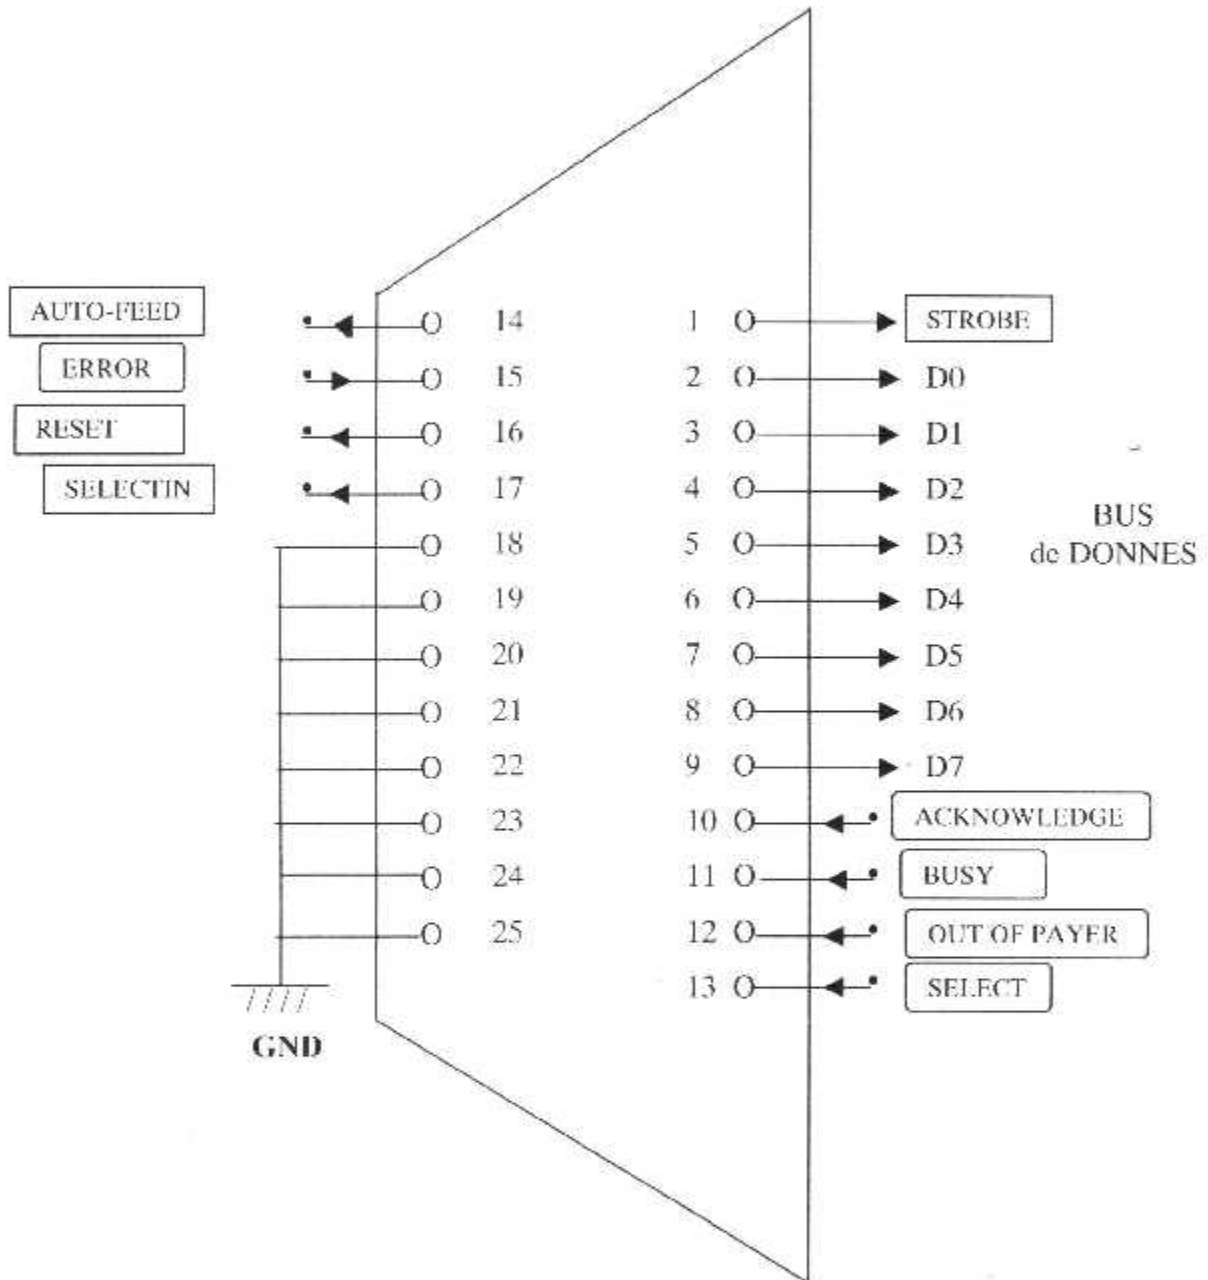 AUTO-FEED 14 1 STROBE
ERROR 15 2 D0
RESET 16 3 D1
SELECTIN 17 4 D2
BUS
18 5 D3
de DONNES
19 6 D4
20 7 D5
21 8 D6
22 9 D7
23 10 ACKNOWLEDGE
24 11 BUSY
25 12 OUT OF PAYER
13 SELECT
GND